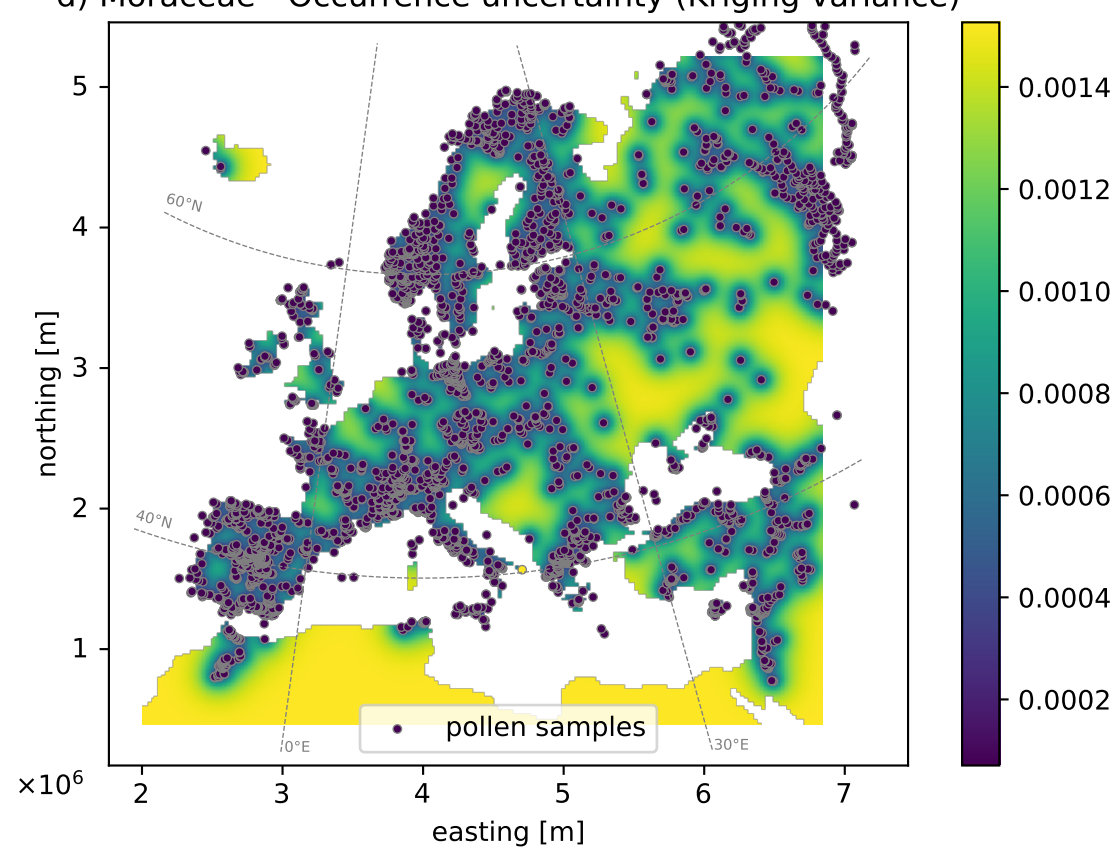 d) Moraceae - Occurrence uncertainty (Kriging variance)
5
4
3
2
1
northing [m]
×10⁶
2
3
4
5
6
7
easting [m]
60°N
40°N
0°E
30°E
pollen samples
0.0014
0.0012
0.0010
0.0008
0.0006
0.0004
0.0002